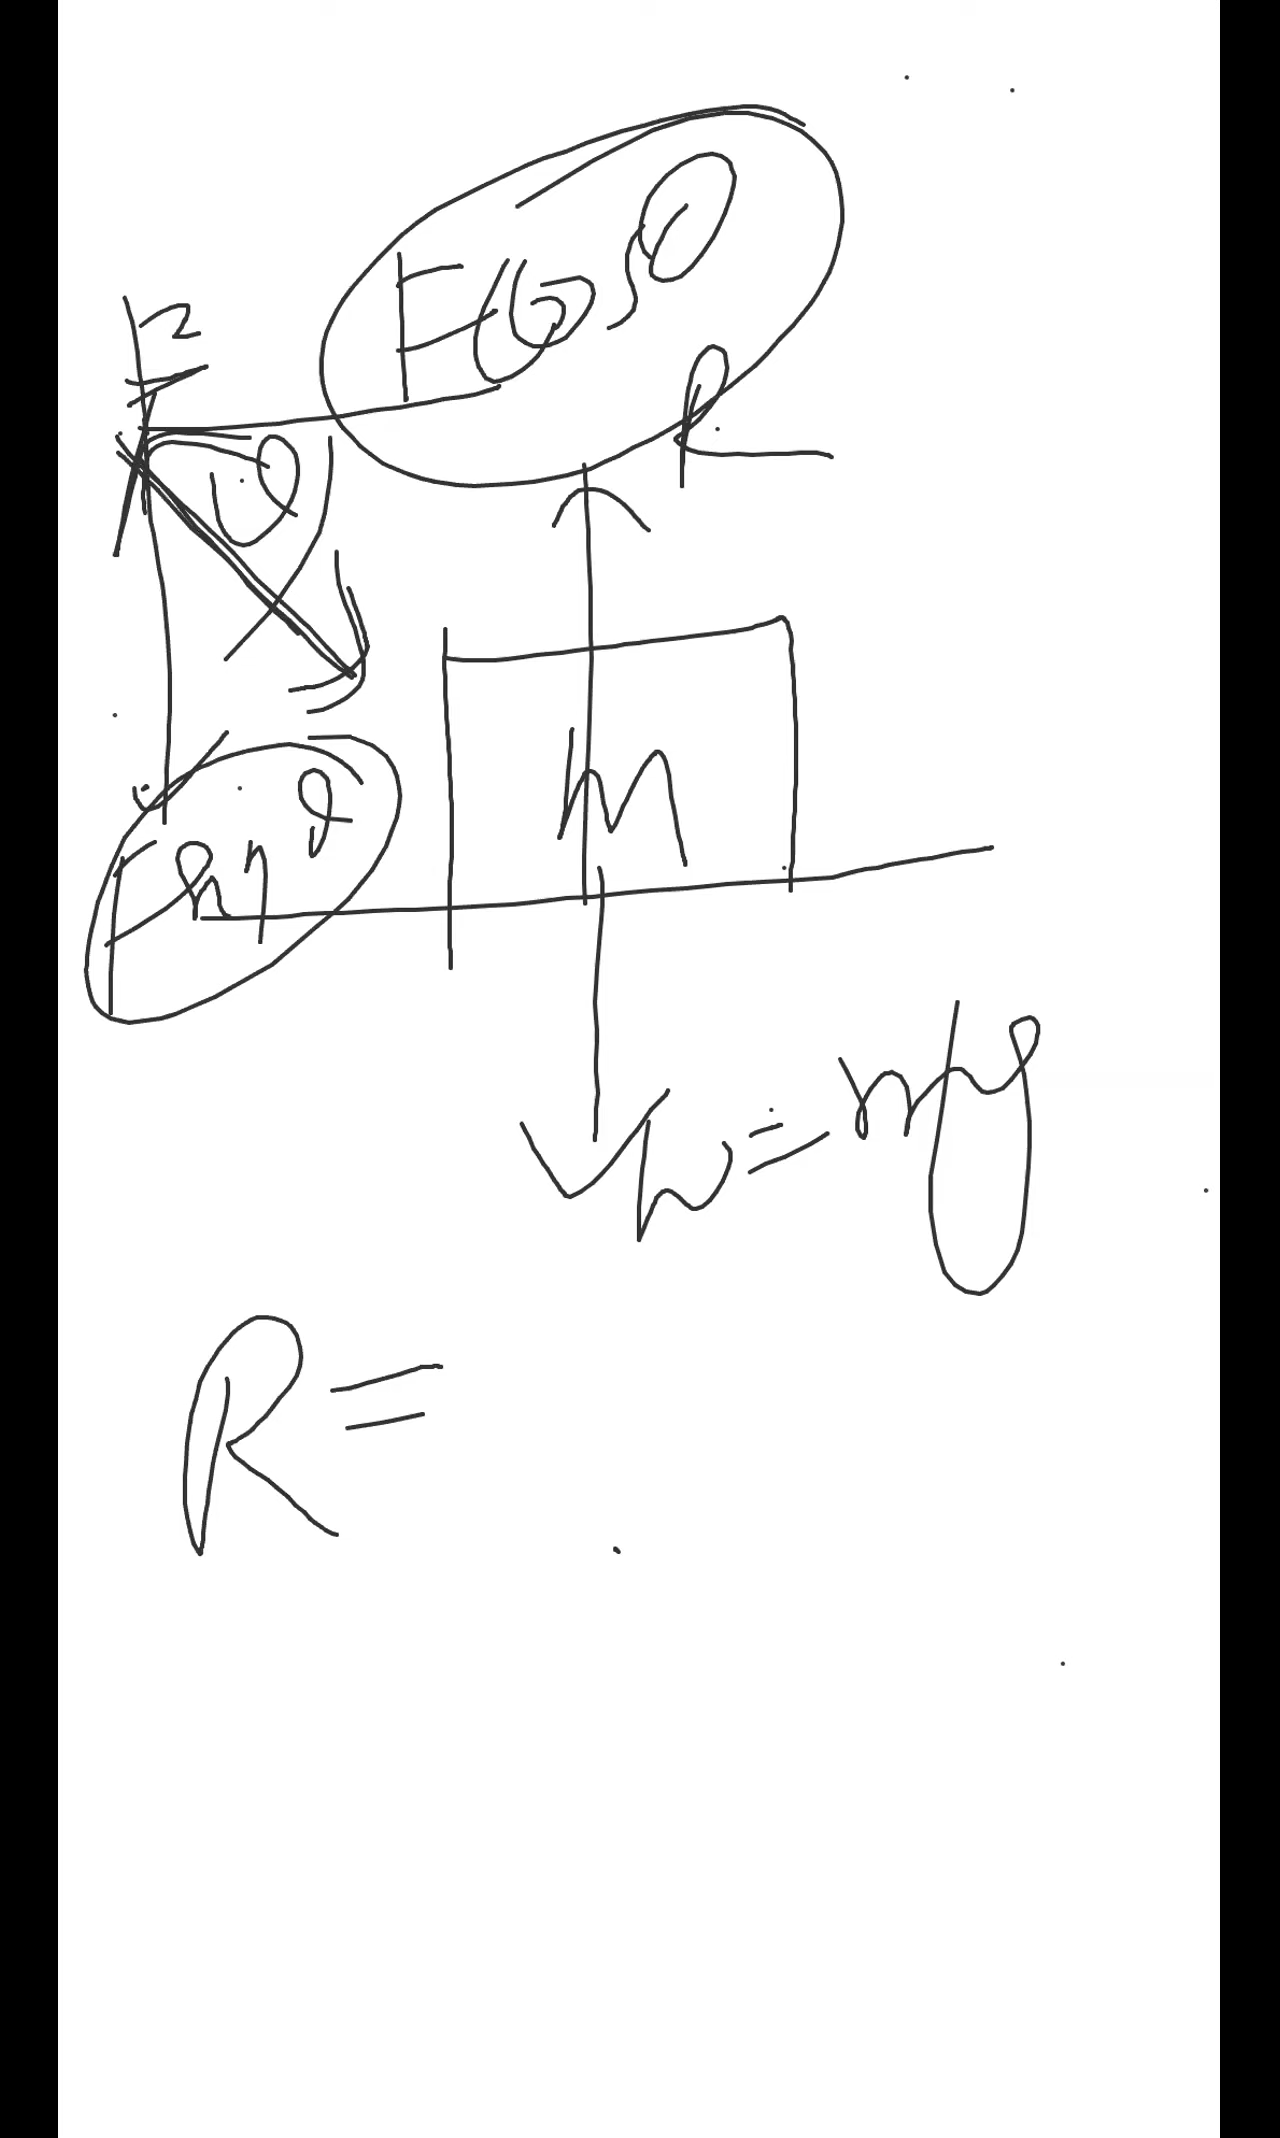 F Cos θ
F
θ
R
m
F sin θ
W = mg
R =